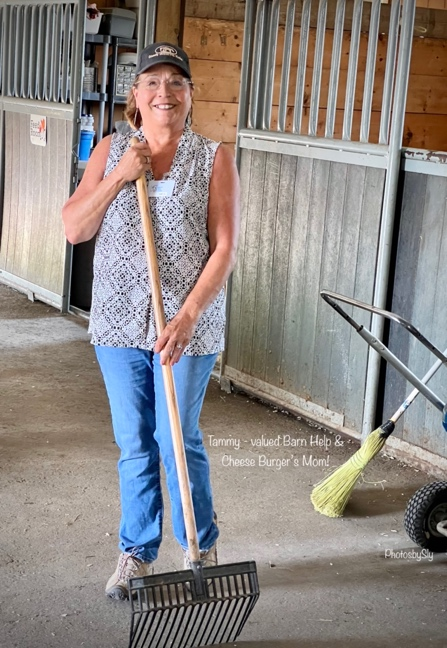 Tammy - valued Barn Help &
Cheese Burger's Mom!
PhotosbySly